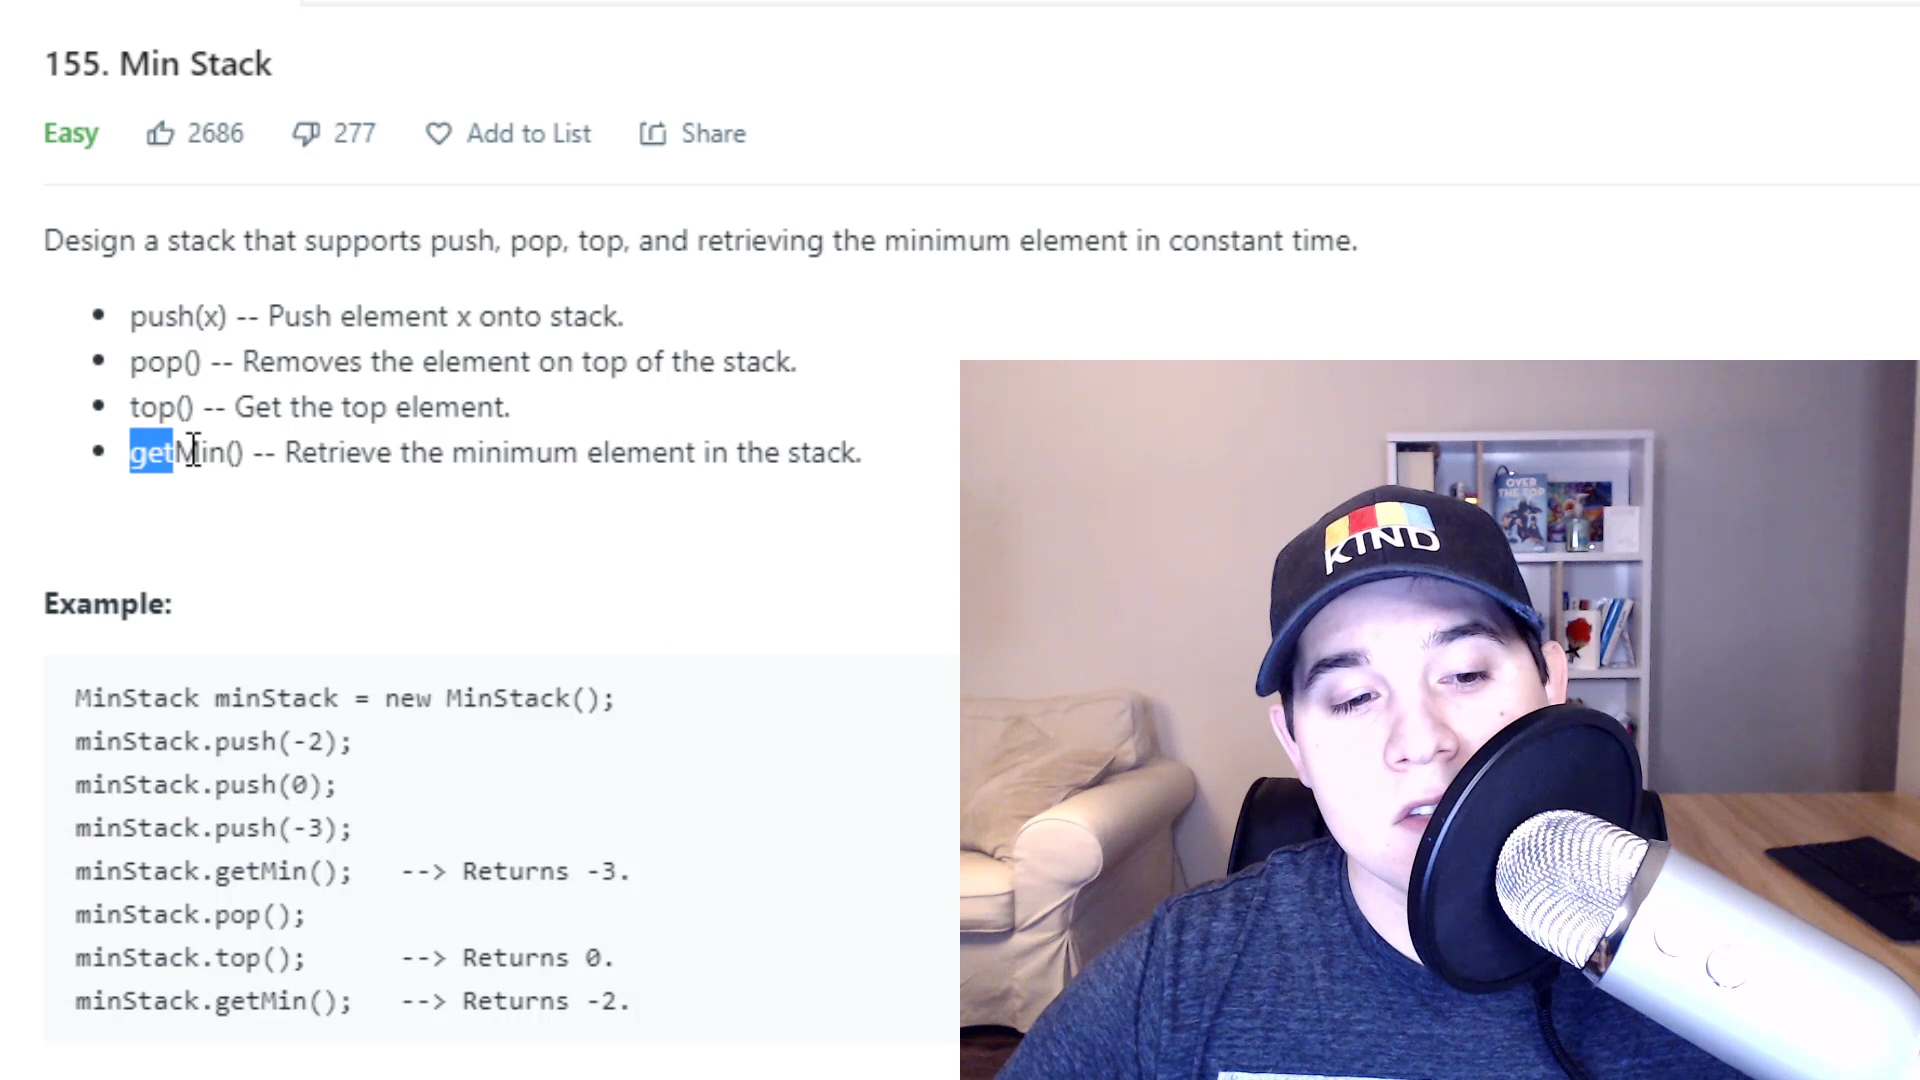 155. Min Stack
Easy 2686 277 Add to List Share
Design a stack that supports push, pop, top, and retrieving the minimum element in constant time.
push(x) -- Push element x onto stack.
pop() -- Removes the element on top of the stack.
top() -- Get the top element.
getMin() -- Retrieve the minimum element in the stack.
Example:
MinStack minStack = new MinStack();
minStack.push(-2);
minStack.push(0);
minStack.push(-3);
minStack.getMin();   --> Returns -3.
minStack.pop();
minStack.top();      --> Returns 0.
minStack.getMin();   --> Returns -2.
OVER
THE TOP
KIND